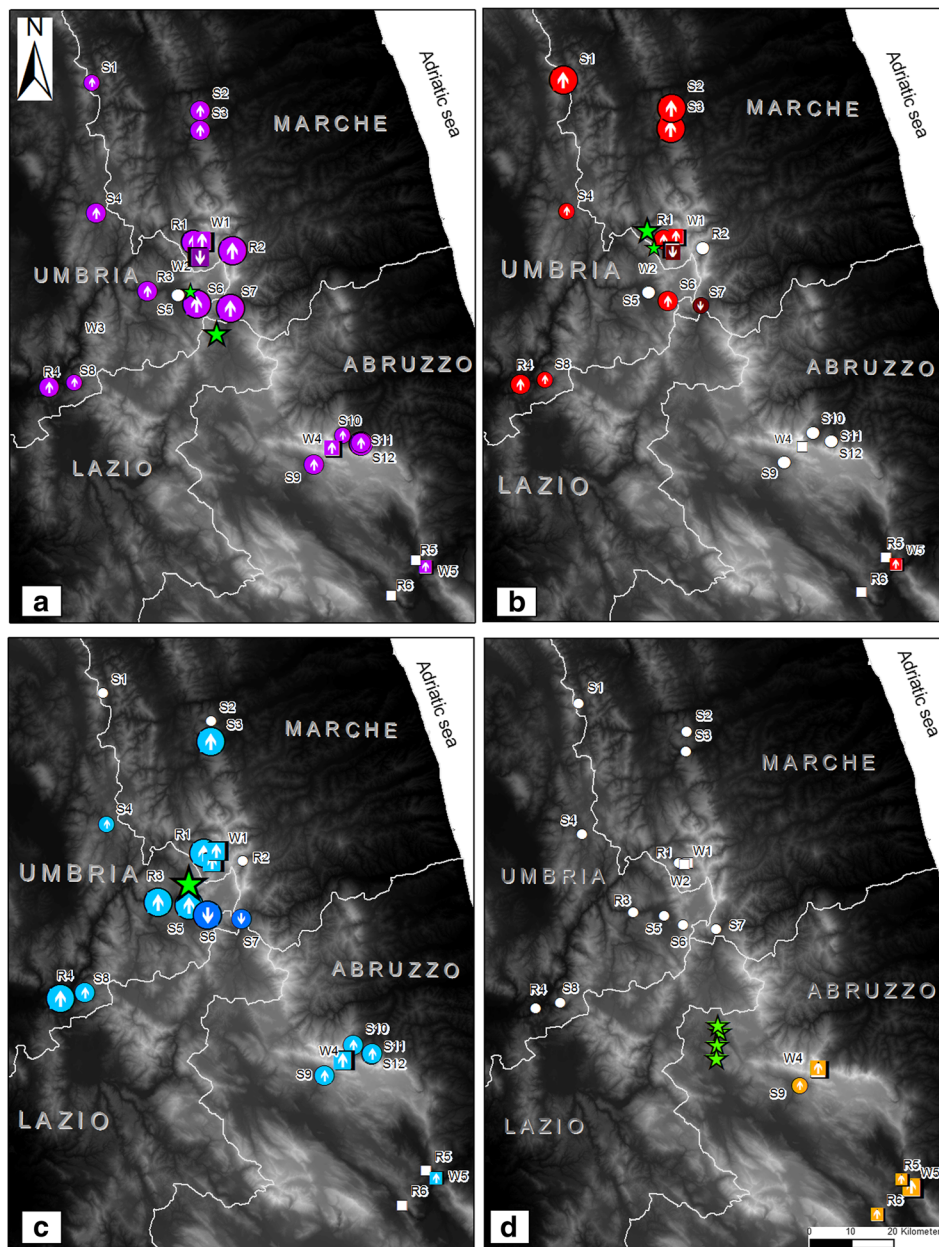 N
S1
Adriatic sea
S2
S3
MARCHE
S4
R1
W1
R2
W2
UMBRIA
R3
S5
S6
S7
W3
ABRUZZO
R4
S8
S10
W4
S11
S12
S9
LAZIO
R5
W5
R6
a
S1
Adriatic sea
S2
S3
MARCHE
S4
R1
W1
R2
UMBRIA
W2
S5
S6
S7
ABRUZZO
R4
S8
S10
W4
S11
S12
S9
LAZIO
R5
W5
R6
b
S1
Adriatic sea
S2
S3
MARCHE
S4
R1
W1
R2
UMBRIA
R3
S5
S6
S7
ABRUZZO
R4
S8
S10
W4
S11
S12
S9
LAZIO
R5
W5
R6
c
S1
Adriatic sea
S2
S3
MARCHE
S4
R1
W1
W2
UMBRIA
R3
S5
S6
S7
R4
S8
ABRUZZO
W4
S9
LAZIO
R5
W5
R6
d
0 10 20 Kilometer